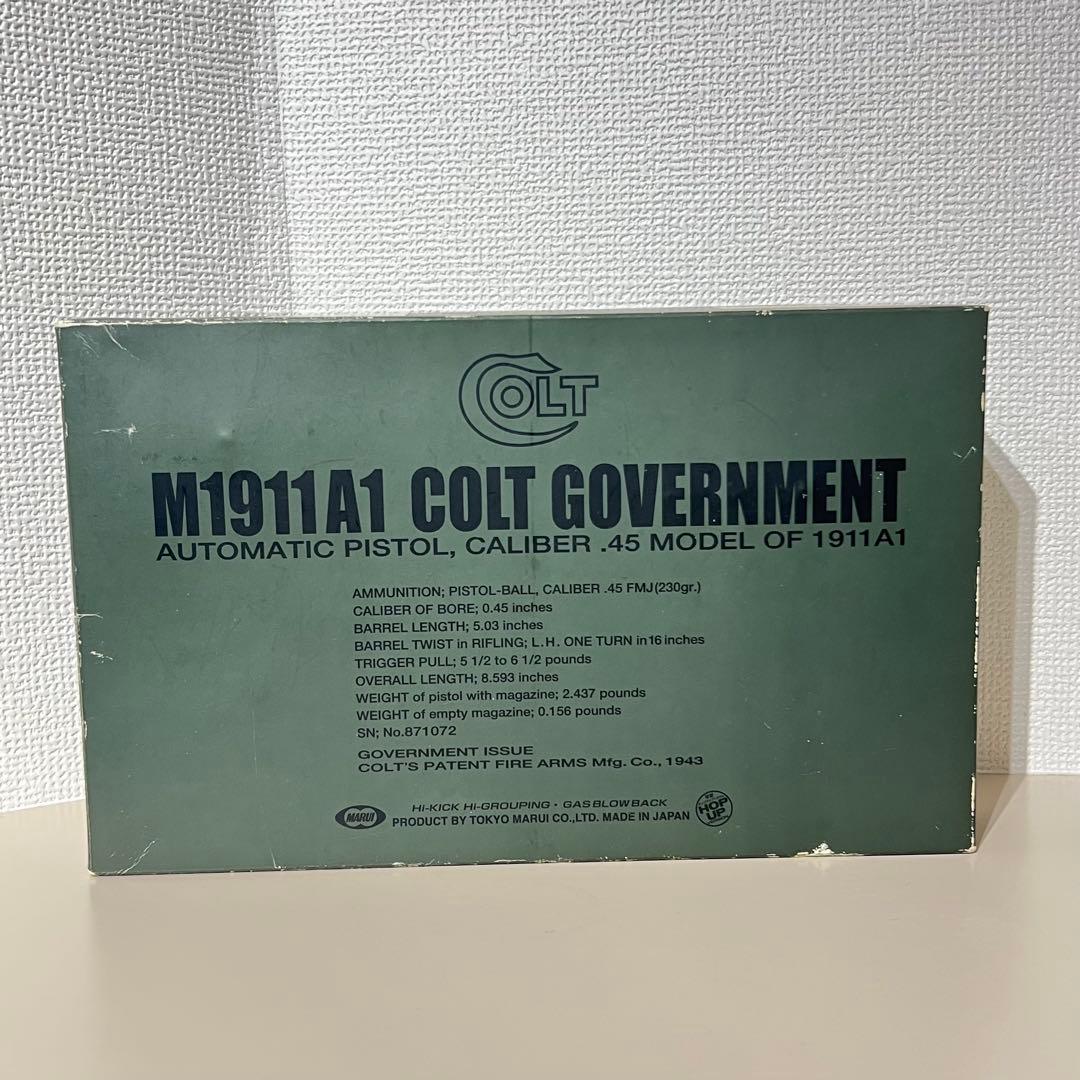 COLT
M1911A1 COLT GOVERNMENT
AUTOMATIC PISTOL, CALIBER .45 MODEL OF 1911A1
AMMUNITION; PISTOL-BALL, CALIBER .45 FMJ(230gr.)
CALIBER OF BORE; 0.45 inches
BARREL LENGTH; 5.03 inches
BARREL TWIST in RIFLING; L.H. ONE TURN in 16 inches
TRIGGER PULL; 5 1/2 to 6 1/2 pounds
OVERALL LENGTH; 8.593 inches
WEIGHT of pistol with magazine; 2.437 pounds
WEIGHT of empty magazine; 0.156 pounds
SN; No.871072
GOVERNMENT ISSUE
COLT'S PATENT FIRE ARMS Mfg. Co., 1943
HI-KICK HI-GROUPING · GAS BLOW BACK
MARUI PRODUCT BY TOKYO MARUI CO.,LTD. MADE IN JAPAN
HOP UP